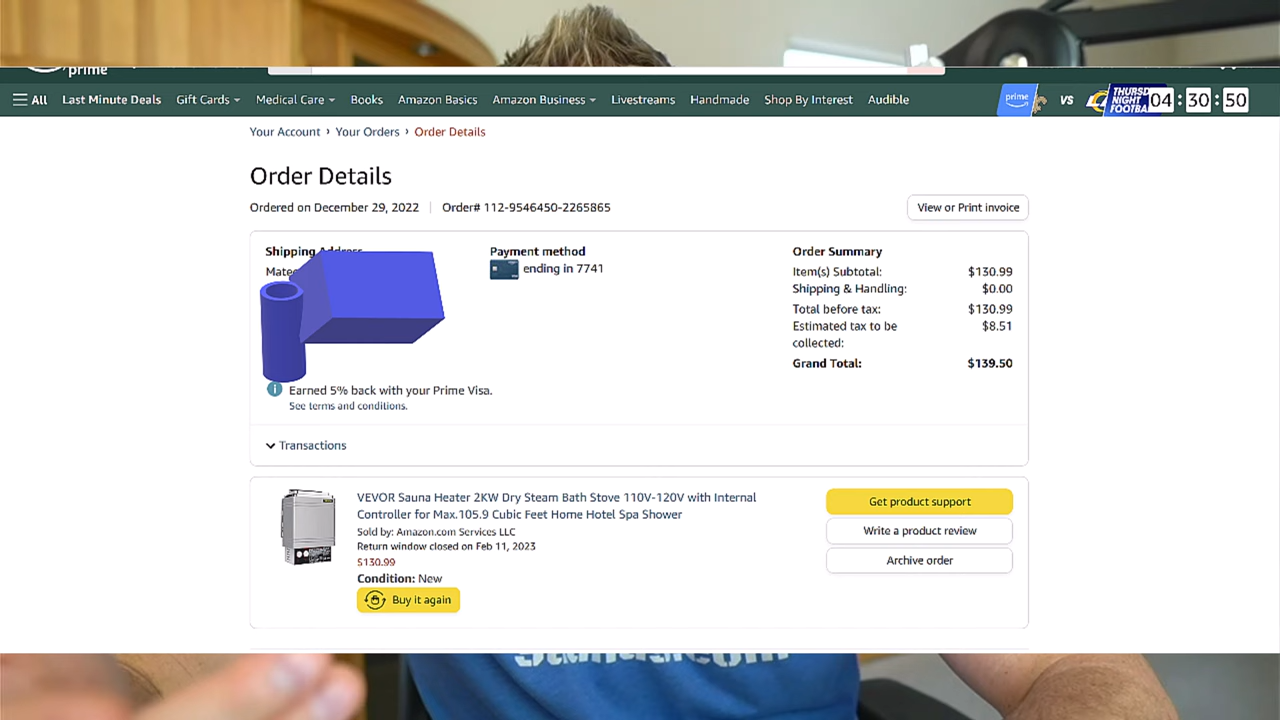 prime
All Last Minute Deals Gift Cards Medical Care Books Amazon Basics Amazon Business Livestreams Handmade Shop By Interest Audible prime VS THURSD NIGHT FOOTBA 04 : 30 : 50
Your Account › Your Orders › Order Details
Order Details
Ordered on December 29, 2022 Order# 112-9546450-2265865 View or Print invoice
Shipping Address
Mate
Payment method
ending in 7741
Order Summary
Item(s) Subtotal: $130.99
Shipping & Handling: $0.00
Total before tax: $130.99
Estimated tax to be collected: $8.51
Grand Total: $139.50
Earned 5% back with your Prime Visa.
See terms and conditions.
Transactions
VEVOR Sauna Heater 2KW Dry Steam Bath Stove 110V-120V with Internal
Controller for Max.105.9 Cubic Feet Home Hotel Spa Shower
Sold by: Amazon.com Services LLC
Return window closed on Feb 11, 2023
$130.99
Condition: New
Buy it again
Get product support
Write a product review
Archive order